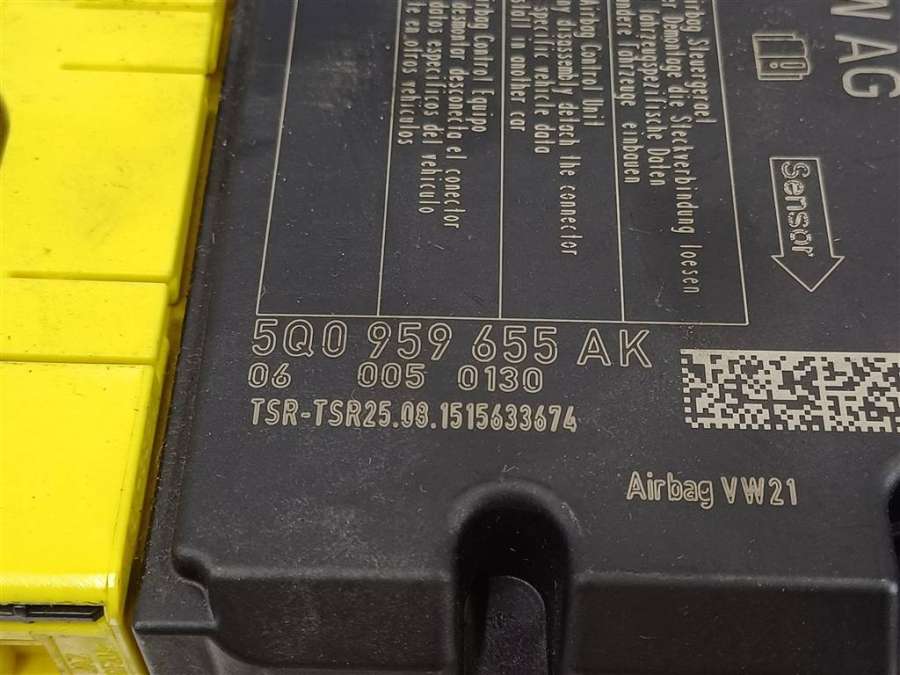 W AG
Airbag Steuergeraet
Vor Demontage die Steckverbindung loesen
Fahrzeugspezifische Daten
andere Fahrzeuge einbauen
Airbag Control Unit
disassembly detach the connector
specific vehicle data
install in another car
Airbag Control Equipo
desmontar desconecta el conector
datos especificos del vehiculo
en otros vehiculos
Sensor
5Q0 959 655 AK
06 005 0130
TSR-TSR25.08.1515633674
Airbag VW21